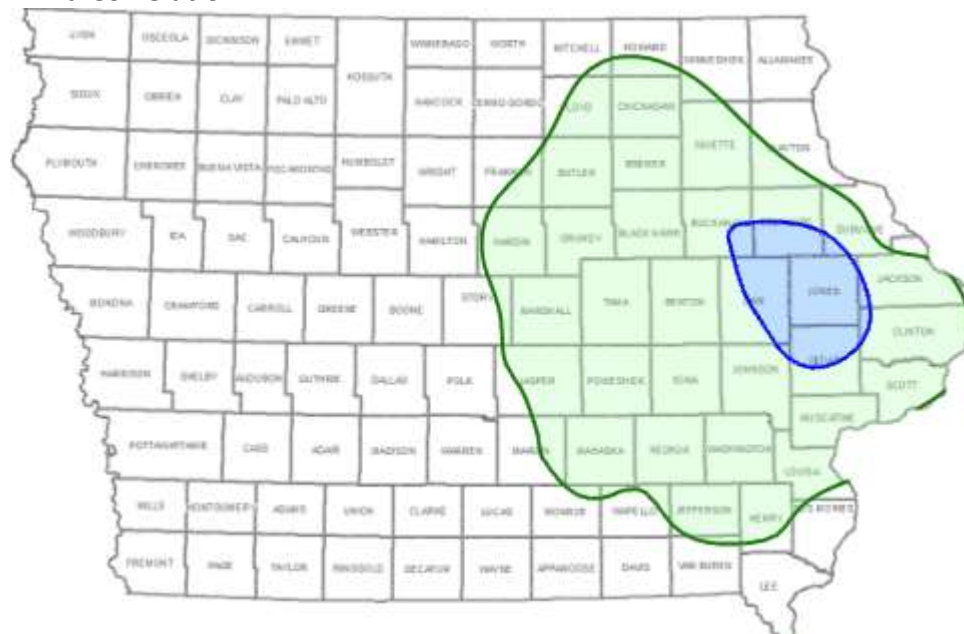 LYON OSCEOLA DICKINSON EMMET WINNEBAGO WORTH MITCHELL HOWARD WINNESHIEK ALLAMAKEE
KOSSUTH
SIOUX OBRIEN CLAY PALO ALTO HANCOCK CERRO GORDO FLOYD CHICKASAW
PLYMOUTH CHEROKEE BUENA VISTA POCAHONTAS HUMBOLDT WRIGHT FRANKLIN BUTLER BREMER FAYETTE
WOODBURY IDA SAC CALHOUN WEBSTER HAMILTON HARDIN GRUNDY BLACK HAWK
MONONA CRAWFORD CARROLL GREENE BOONE STORY MARSHALL TAMA BENTON JONES JACKSON
CLINTON
HARRISON SHELBY AUDUBON GUTHRIE DALLAS POLK JASPER POWESHIEK IOWA JOHNSON CEDAR SCOTT
MUSCATINE
POTTAWATTAMIE CASS ADAIR MADISON WARREN MARION MAHASKA KEOKUK WASHINGTON
LOUISA
MILLS MONTGOMERY ADAMS UNION CLARKE LUCAS MONROE WAPELLO JEFFERSON HENRY
FREMONT PAGE TAYLOR RINGGOLD DECATUR WAYNE APPANOOSE DAVIS VAN BUREN LEE